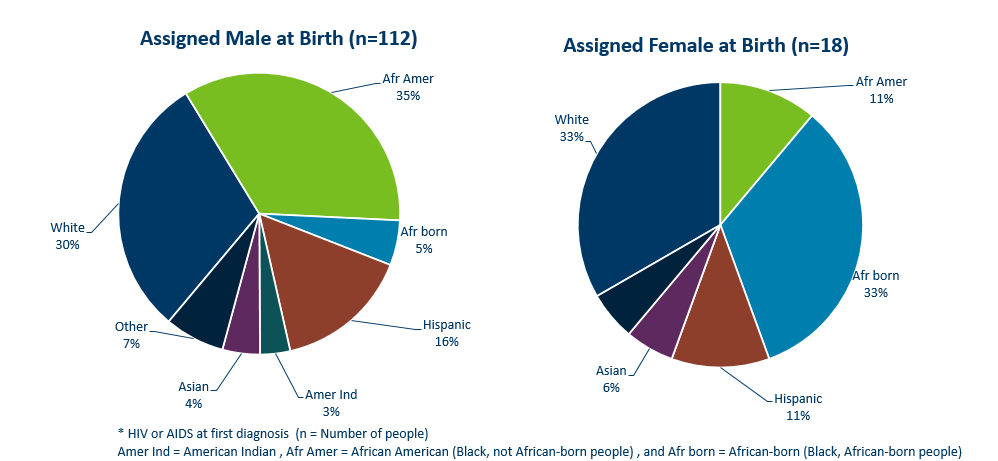 Assigned Male at Birth (n=112)
Afr Amer
35%
Afr born
5%
Hispanic
16%
Amer Ind
3%
Asian
4%
Other
7%
White
30%
Assigned Female at Birth (n=18)
Afr Amer
11%
Afr born
33%
Hispanic
11%
Asian
6%
White
33%
* HIV or AIDS at first diagnosis (n = Number of people)
Amer Ind = American Indian , Afr Amer = African American (Black, not African-born people) , and Afr born = African-born (Black, African-born people)